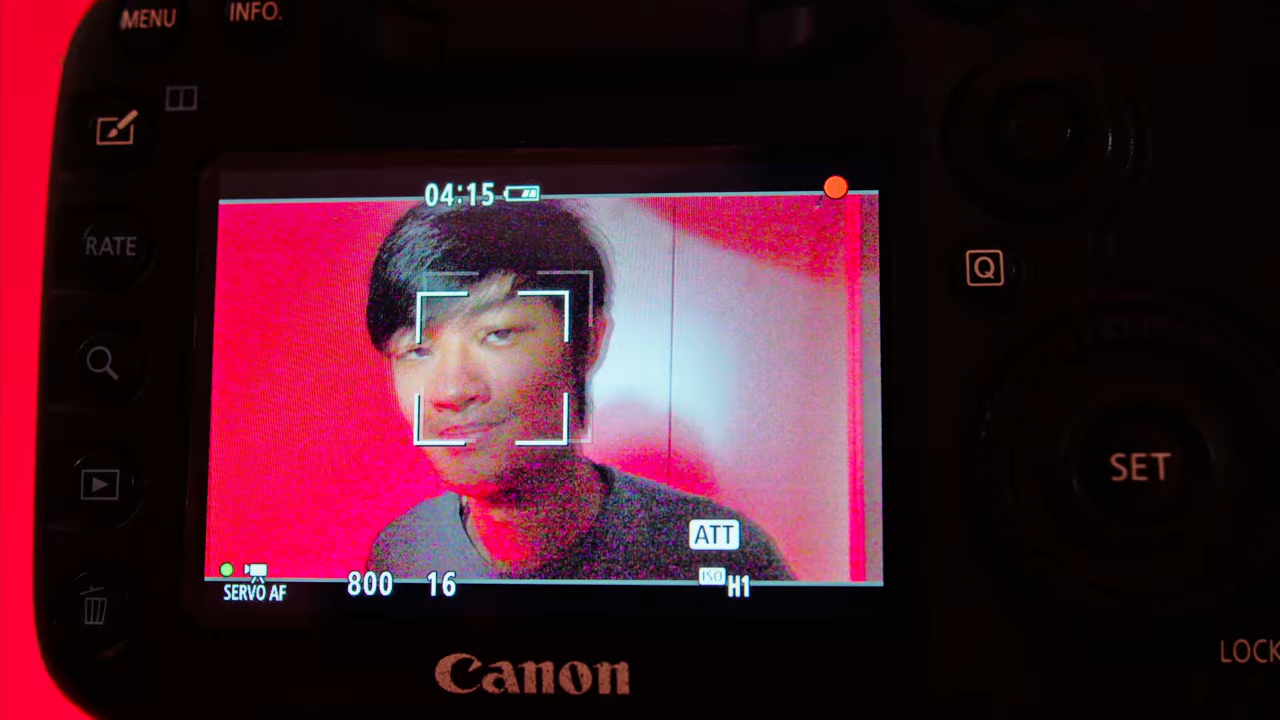 MENU INFO.
04:15
RATE
Q
SET
ATT
SERVO AF 800 16 ISO H1
LOCK
Canon